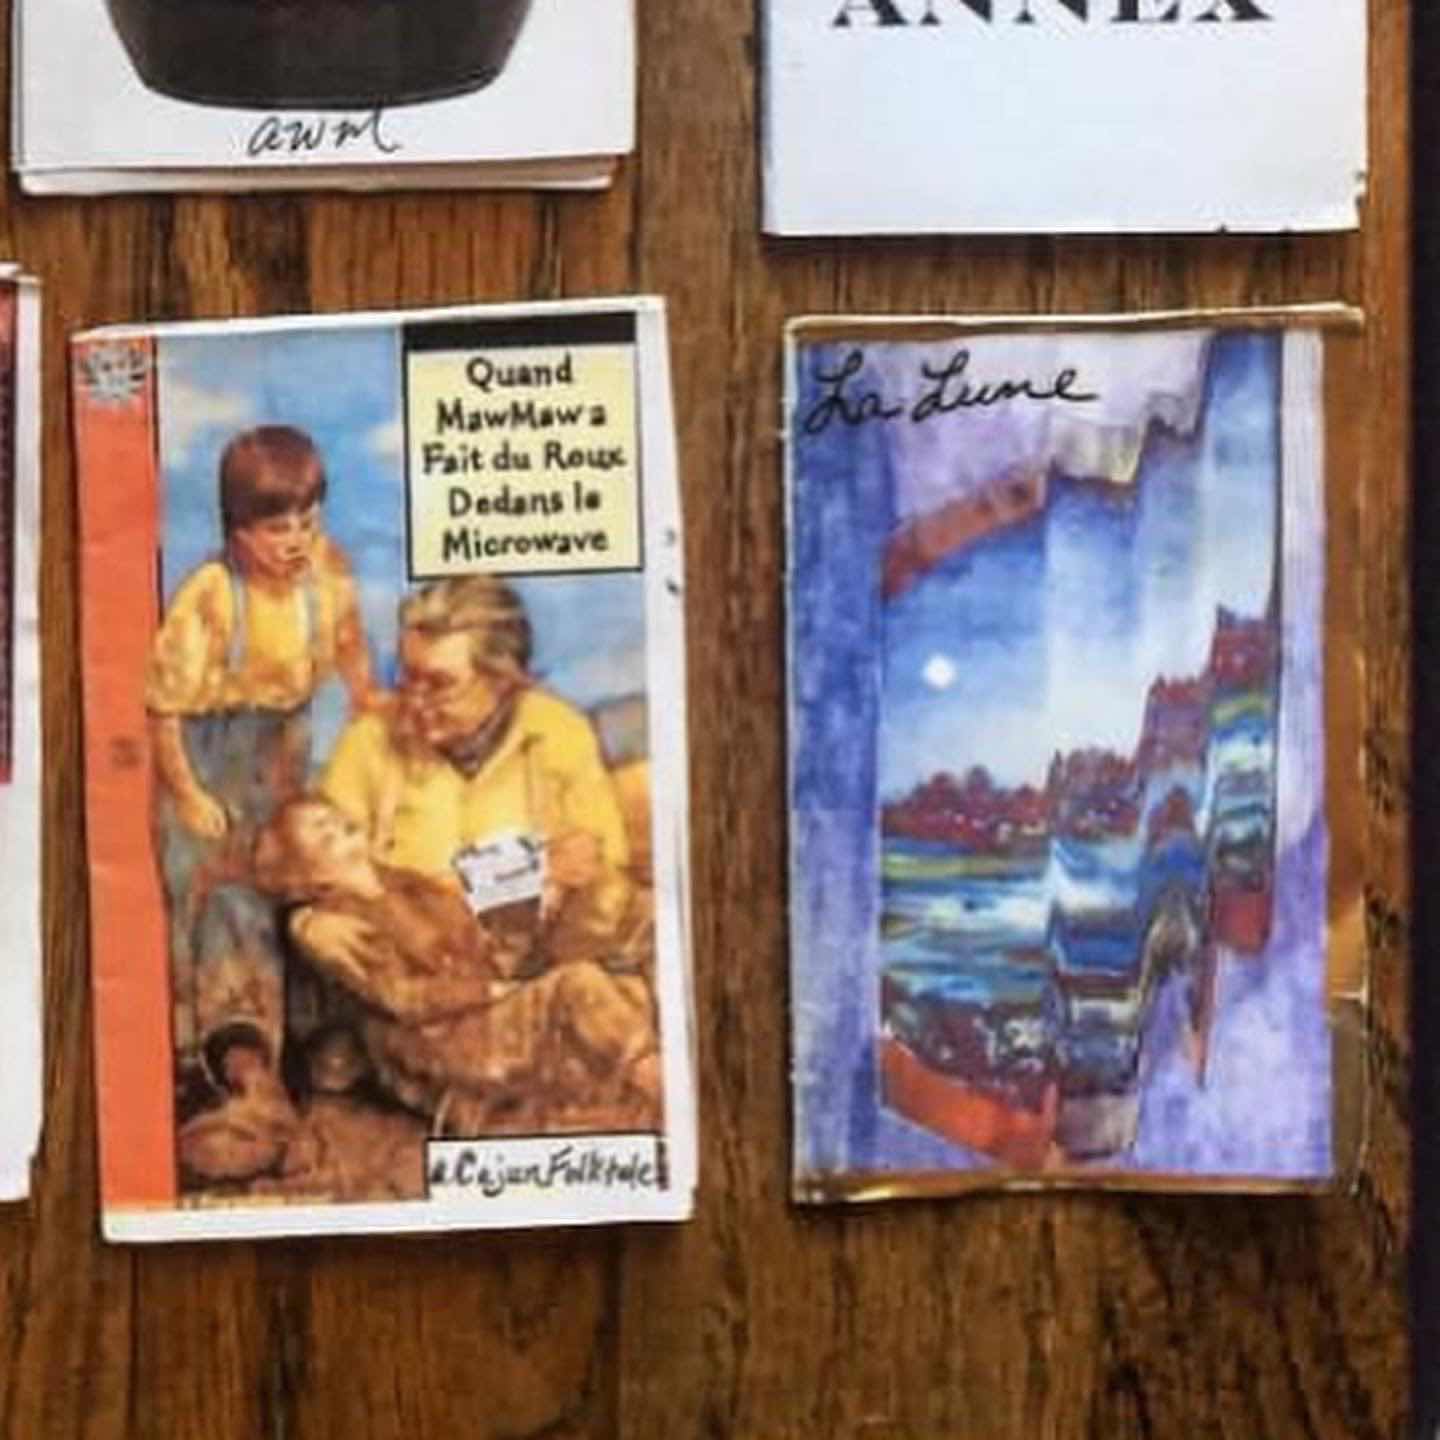 awm
ANNEX
Quand
MawMaw a
Fait du Roux
Dedans le
Microwave
a Cajun Folktale
La Lune